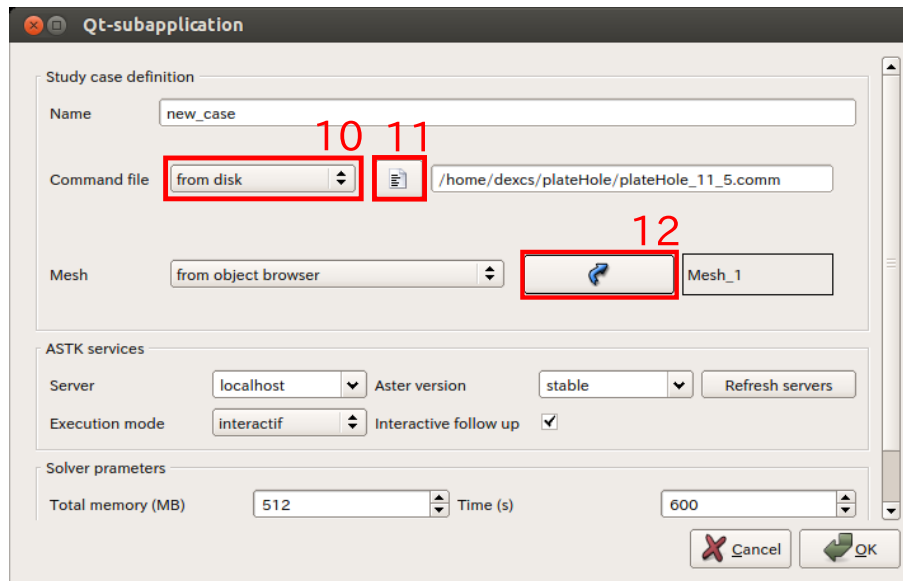 Qt-subapplication
Study case definition
Name new_case
10 11
Command file from disk /home/dexcs/plateHole/plateHole_11_5.comm
12
Mesh from object browser Mesh_1
ASTK services
Server localhost Aster version stable Refresh servers
Execution mode interactif Interactive follow up
Solver prameters
Total memory (MB) 512 Time (s) 600
Cancel OK